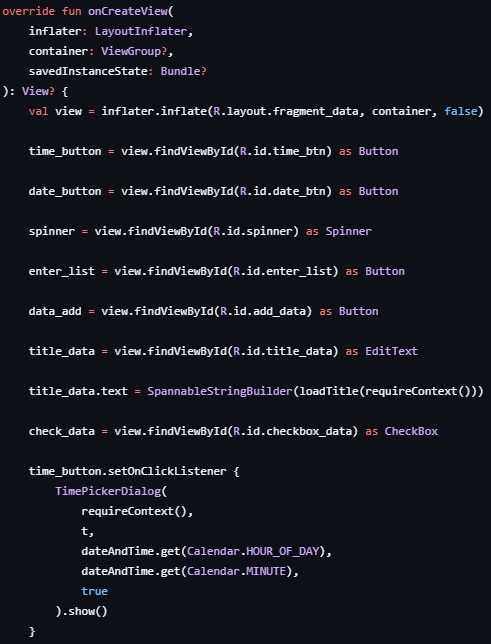 override fun onCreateView(
    inflater: LayoutInflater,
    container: ViewGroup?,
    savedInstanceState: Bundle?
): View? {
    val view = inflater.inflate(R.layout.fragment_data, container, false)
    time_button = view.findViewById(R.id.time_btn) as Button
    date_button = view.findViewById(R.id.date_btn) as Button
    spinner = view.findViewById(R.id.spinner) as Spinner
    enter_list = view.findViewById(R.id.enter_list) as Button
    data_add = view.findViewById(R.id.add_data) as Button
    title_data = view.findViewById(R.id.title_data) as EditText
    title_data.text = SpannableStringBuilder(loadTitle(requireContext()))
    check_data = view.findViewById(R.id.checkbox_data) as CheckBox
    time_button.setOnClickListener {
        TimePickerDialog(
            requireContext(),
            t,
            dateAndTime.get(Calendar.HOUR_OF_DAY),
            dateAndTime.get(Calendar.MINUTE),
            true
        ).show()
    }